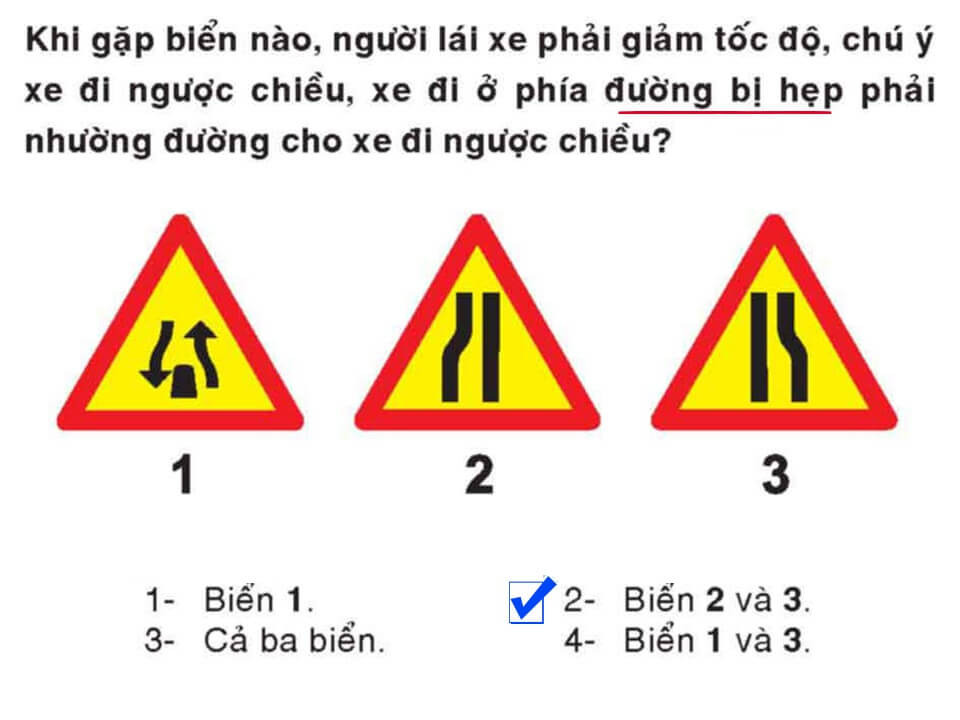 Khi gặp biển nào, người lái xe phải giảm tốc độ, chú ý
xe đi ngược chiều, xe đi ở phía đường bị hẹp phải
nhường đường cho xe đi ngược chiều?
1 2 3
1- Biển 1. 2- Biển 2 và 3.
3- Cả ba biển. 4- Biển 1 và 3.